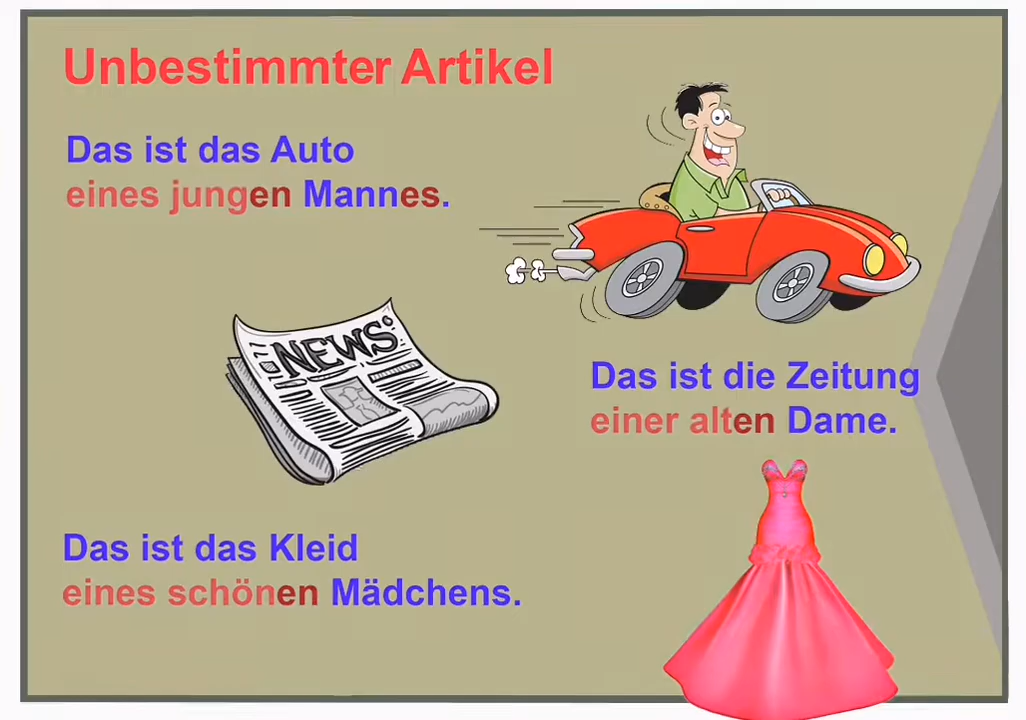 Unbestimmter Artikel
Das ist das Auto
eines jungen Mannes.
NEWS
Das ist die Zeitung
einer alten Dame.
Das ist das Kleid
eines schönen Mädchens.